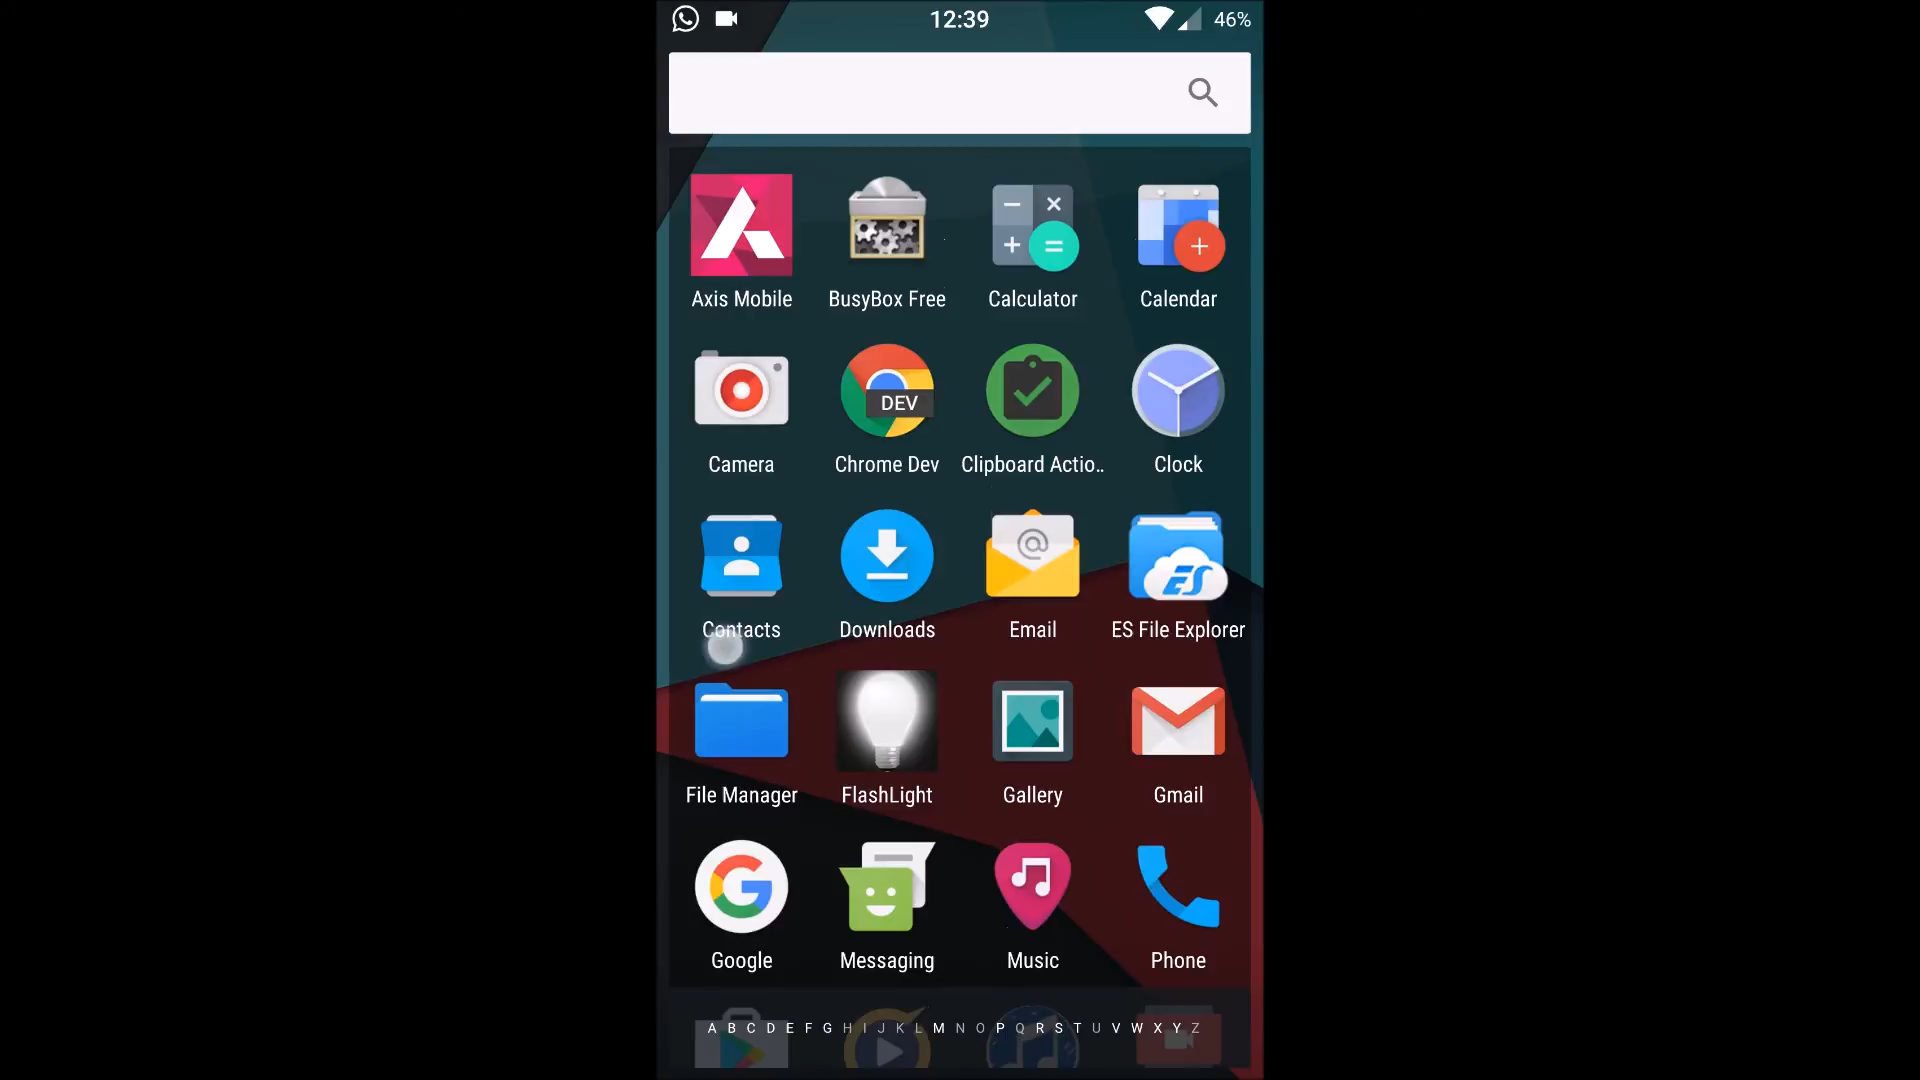 12:39 46%
Axis Mobile BusyBox Free Calculator Calendar
DEV
Camera Chrome Dev Clipboard Actio.. Clock
@ ES
Contacts Downloads Email ES File Explorer
File Manager FlashLight Gallery Gmail
G
Google Messaging Music Phone
A B C D E F G H I J K L M N O P Q R S T U V W X Y Z